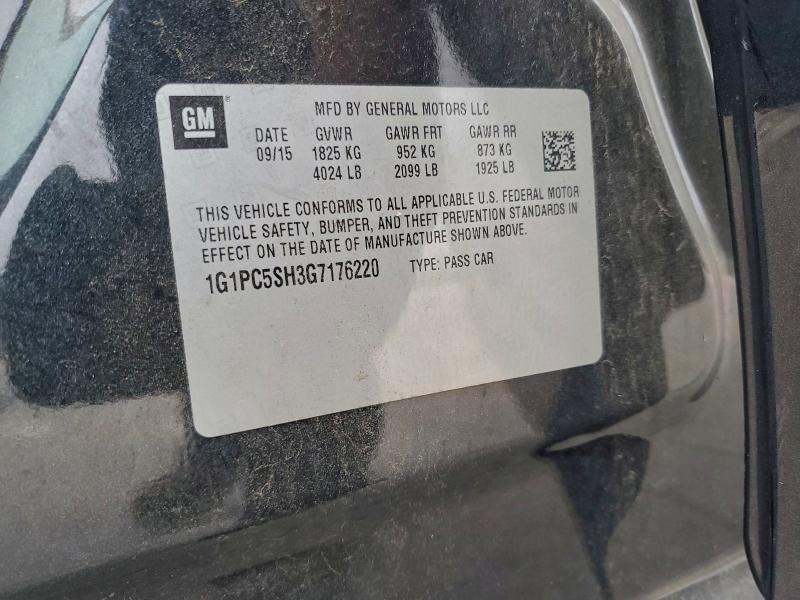 GM ®
MFD BY GENERAL MOTORS LLC
DATE GVWR GAWR FRT GAWR RR
09/15 1825 KG 952 KG 873 KG
4024 LB 2099 LB 1925 LB
THIS VEHICLE CONFORMS TO ALL APPLICABLE U.S. FEDERAL MOTOR
VEHICLE SAFETY, BUMPER, AND THEFT PREVENTION STANDARDS IN
EFFECT ON THE DATE OF MANUFACTURE SHOWN ABOVE.
1G1PC5SH3G7176220 TYPE: PASS CAR